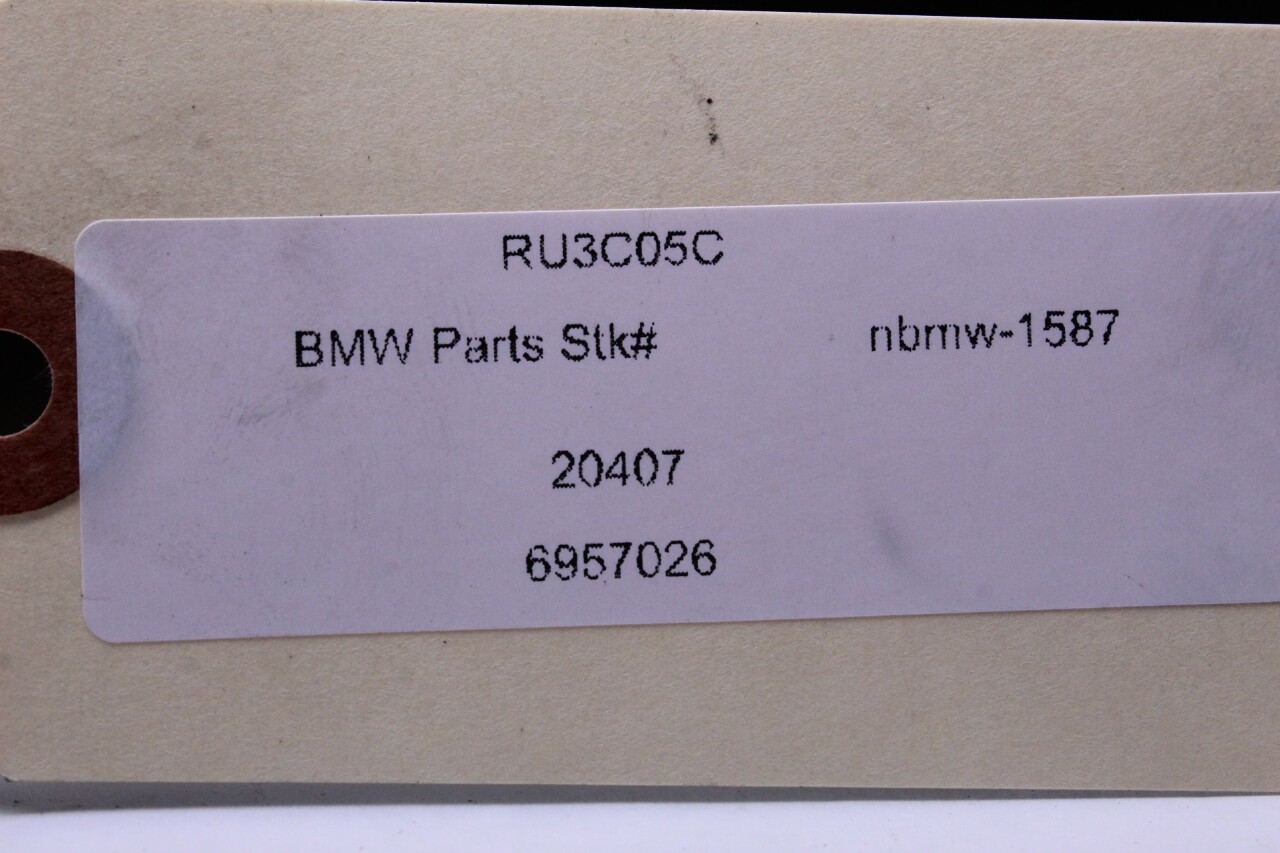 RU3C05C
BMW Parts Stk# nbmw-1587
20407
6957026